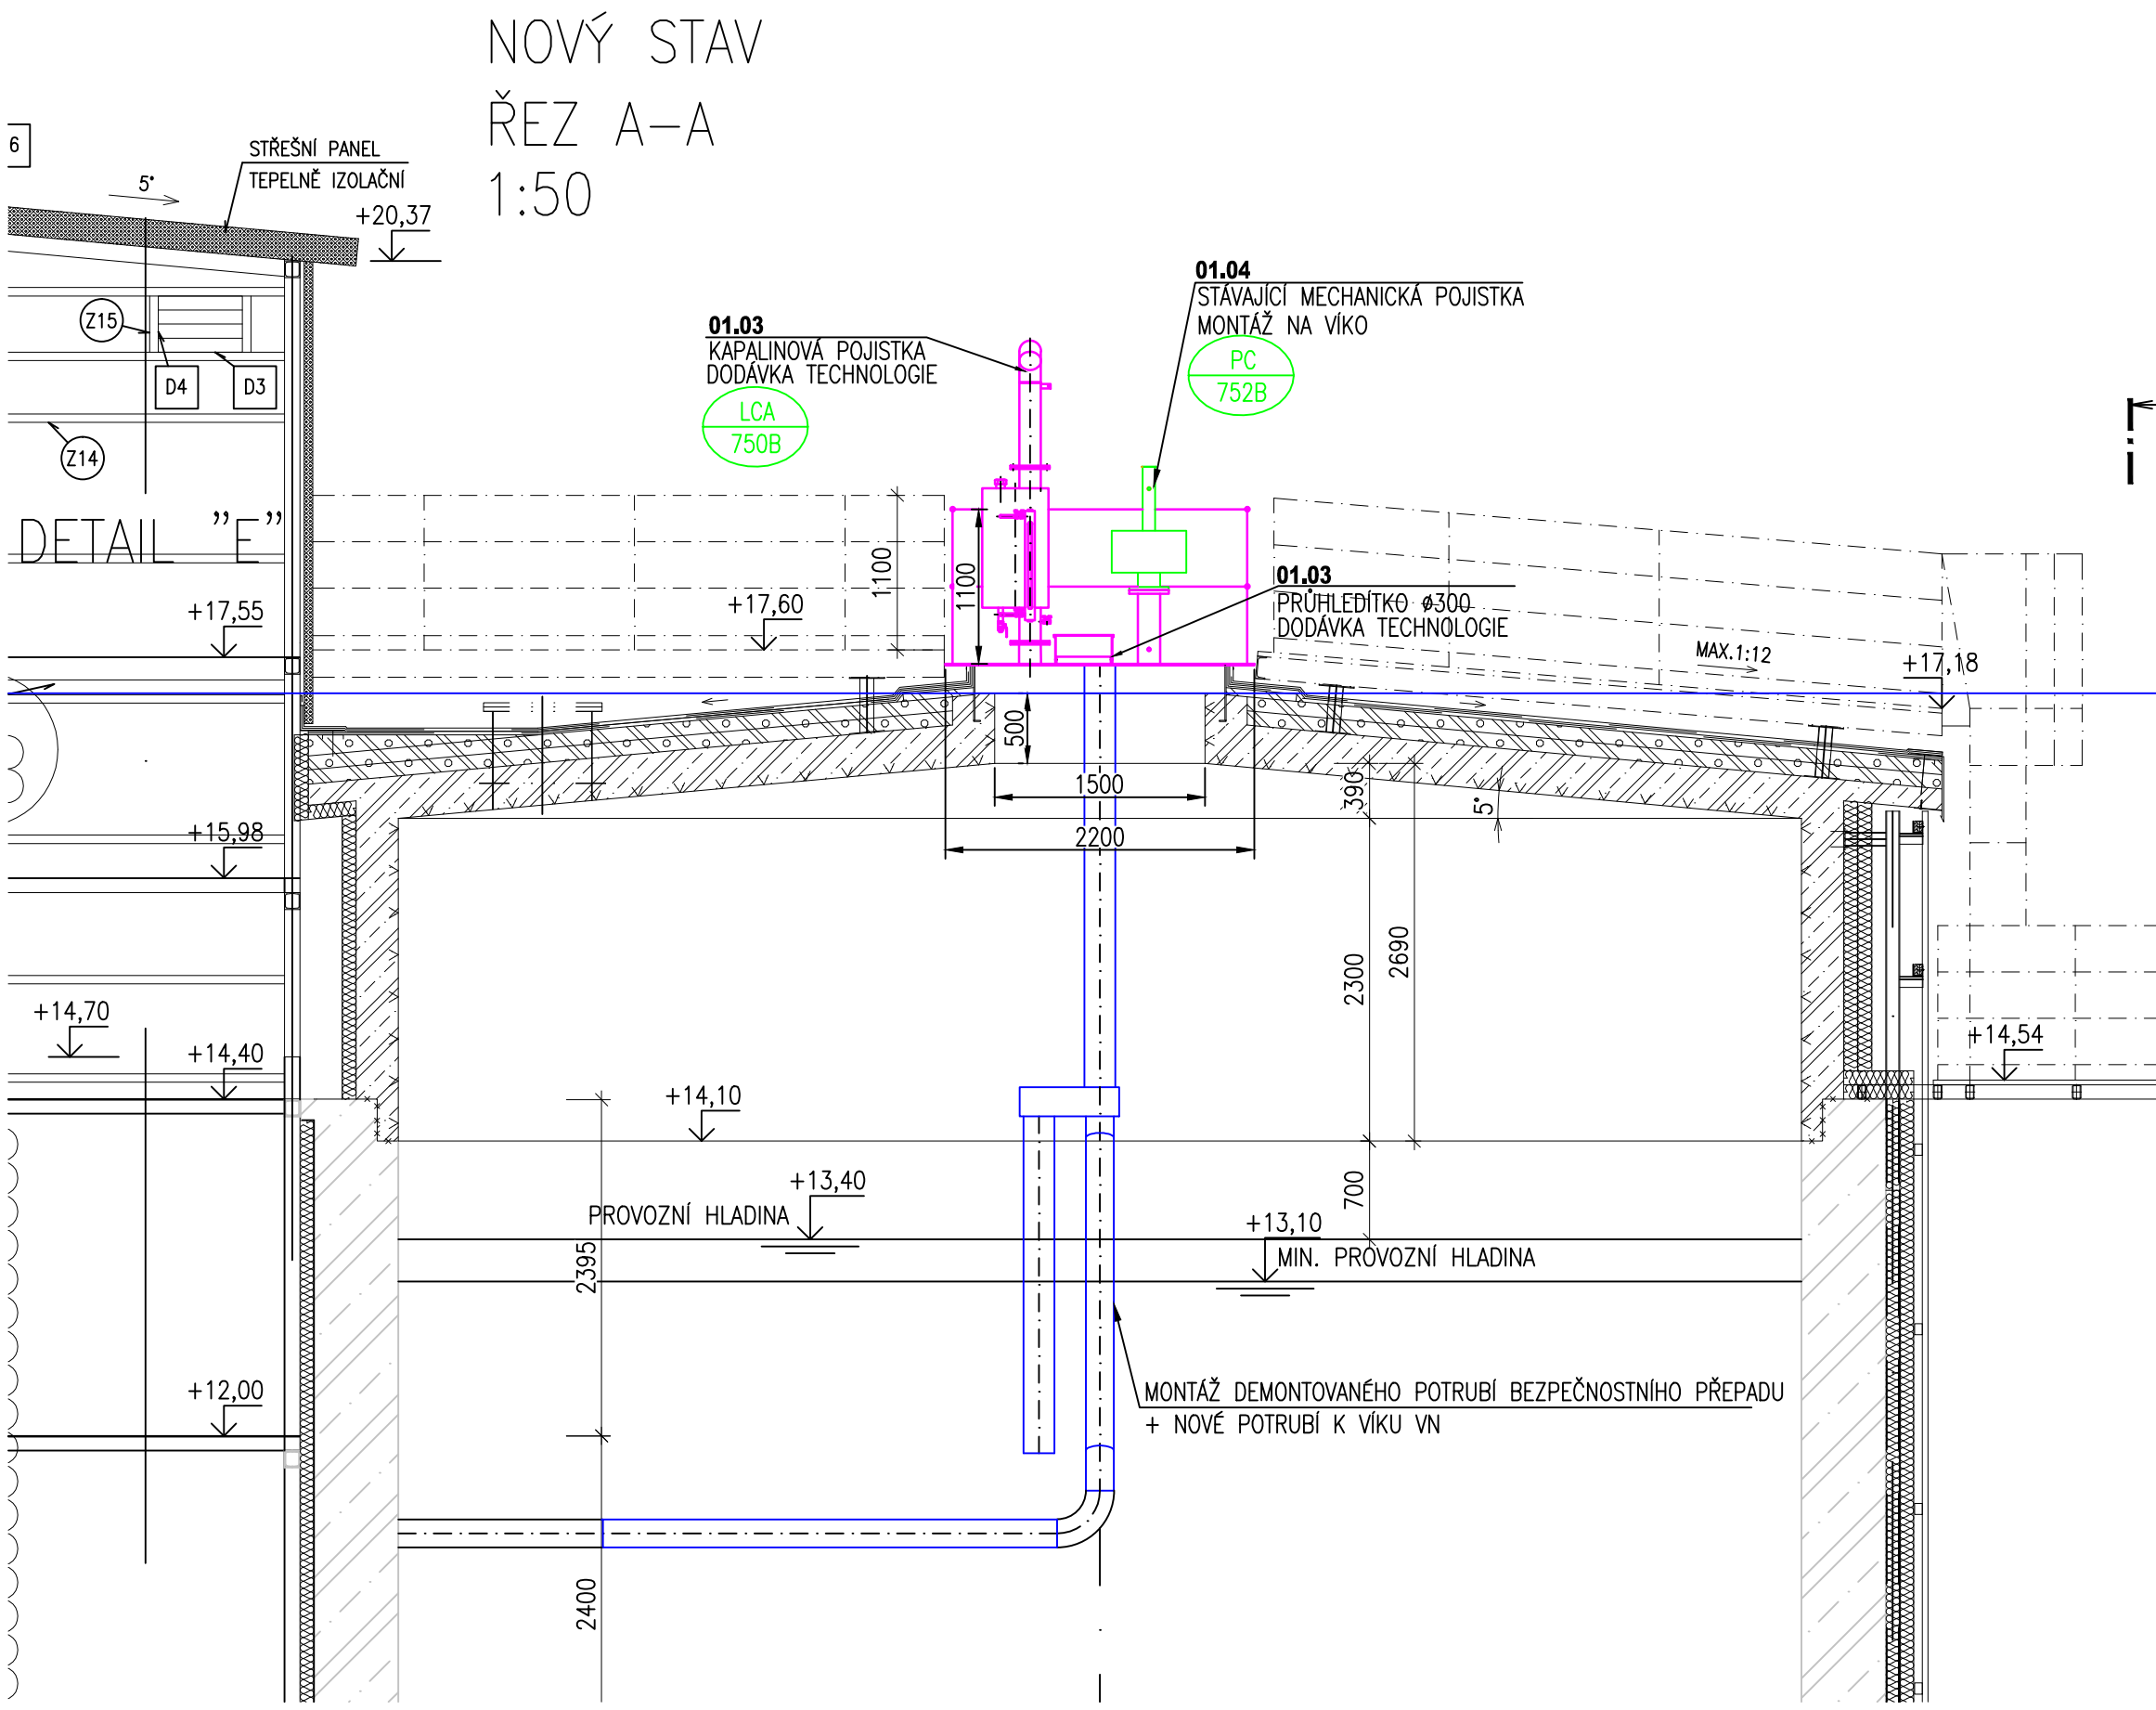 NOVÝ STAV
ŘEZ A–A
1:50
6
STŘEŠNÍ PANEL
TEPELNĚ IZOLAČNÍ
5°
+20,37
01.04
STÁVAJÍCÍ MECHANICKÁ POJISTKA
MONTÁŽ NA VÍKO
PC
752B
01.03
KAPALINOVÁ POJISTKA
DODÁVKA TECHNOLOGIE
LCA
750B
Z15
D4
D3
Z14
DETAIL "E"
1100
1100
01.03
PRŮHLEDÍTKO ø300
DODÁVKA TECHNOLOGIE
+17,55
+17,60
MAX.1:12
+17,18
500
1500
2200
390
5°
+15,98
2300
2690
+14,70
+14,40
+14,10
+14,54
+13,40
PROVOZNÍ HLADINA
700
+13,10
MIN. PROVOZNÍ HLADINA
2395
+12,00
MONTÁŽ DEMONTOVANÉHO POTRUBÍ BEZPEČNOSTNÍHO PŘEPADU
+ NOVÉ POTRUBÍ K VÍKU VN
2400